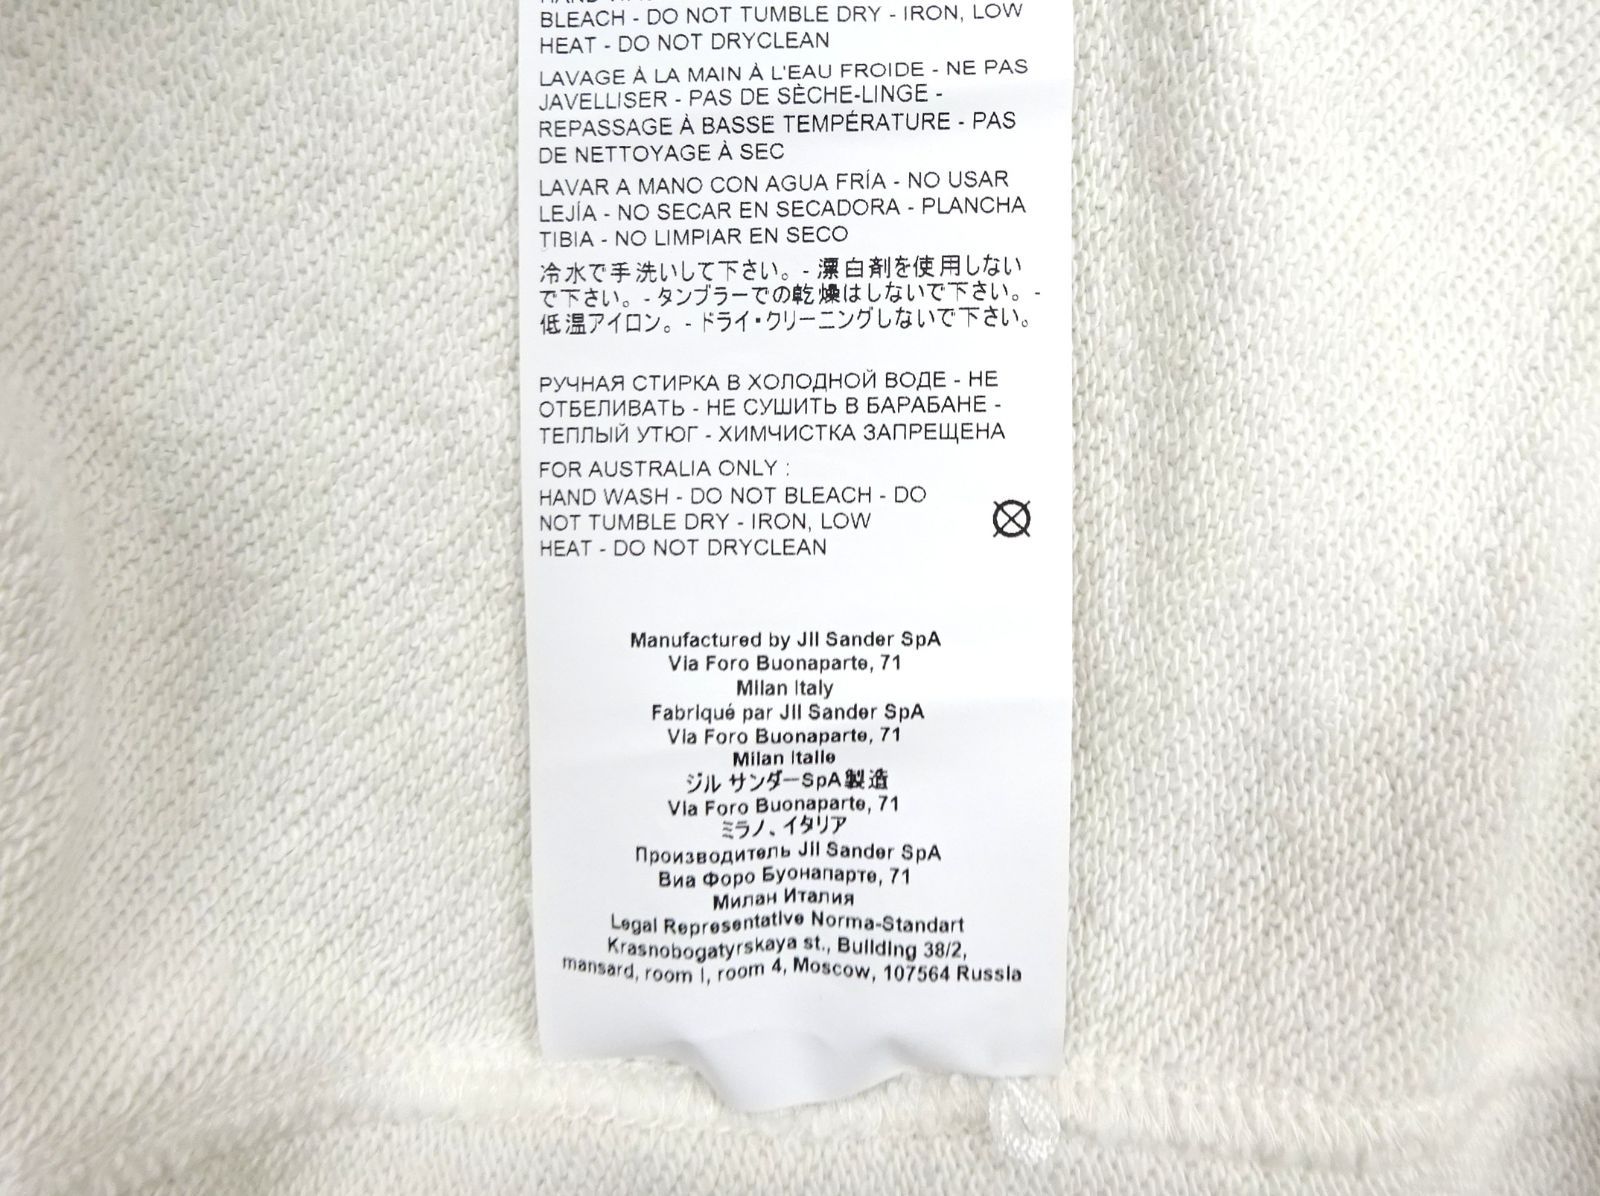 BLEACH - DO NOT TUMBLE DRY - IRON, LOW
HEAT - DO NOT DRYCLEAN
LAVAGE À LA MAIN À L'EAU FROIDE - NE PAS
JAVELLISER - PAS DE SÈCHE-LINGE -
REPASSAGE À BASSE TEMPÉRATURE - PAS
DE NETTOYAGE À SEC
LAVAR A MANO CON AGUA FRÍA - NO USAR
LEJÍA - NO SECAR EN SECADORA - PLANCHA
TIBIA - NO LIMPIAR EN SECO
冷水で手洗いして下さい。- 漂白剤を使用しない
で下さい。- タンブラーでの乾燥はしないで下さい。-
低温アイロン。- ドライ・クリーニングしないで下さい。
РУЧНАЯ СТИРКА В ХОЛОДНОЙ ВОДЕ - НЕ
ОТБЕЛИВАТЬ - НЕ СУШИТЬ В БАРАБАНЕ -
ТЕПЛЫЙ УТЮГ - ХИМЧИСТКА ЗАПРЕЩЕНА
FOR AUSTRALIA ONLY :
HAND WASH - DO NOT BLEACH - DO
NOT TUMBLE DRY - IRON, LOW
HEAT - DO NOT DRYCLEAN
Manufactured by Jil Sander SpA
Via Foro Buonaparte, 71
Milan Italy
Fabriqué par Jil Sander SpA
Via Foro Buonaparte, 71
Milan Italie
ジル サンダーSpA製造
Via Foro Buonaparte, 71
ミラノ、イタリア
Производитель Jil Sander SpA
Виа Форо Буонапарте, 71
Милан Италия
Legal Representative Norma-Standart
Krasnobogatyrskaya st., Building 38/2,
mansard, room I, room 4, Moscow, 107564 Russia